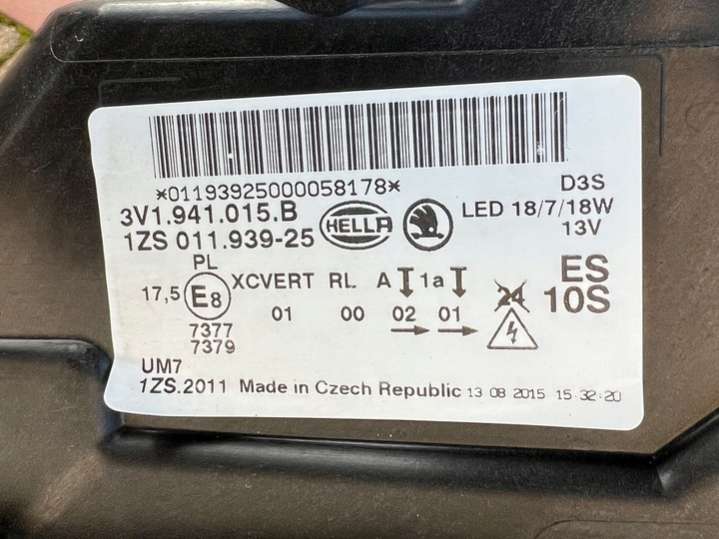 *01193925000058178*
3V1.941.015.B
1ZS 011.939-25
HELLA
D3S
LED 18/7/18W
13V
PL
17,5 E8 XCVERT RL A 1a 24
01 00 02 01
7377
7379
ES
10S
UM7
1ZS.2011 Made in Czech Republic 13 08 2015 15:32:20